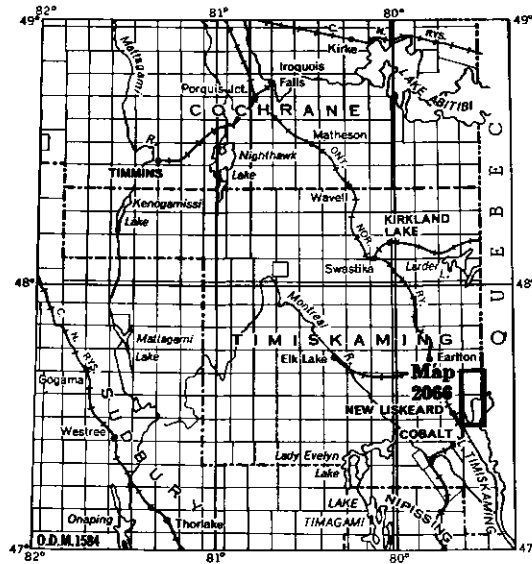 82° 81° 80°
49° 49°
C. N. RYS.
Kirke
Mattagami
Iroquois
Falls
LAKE ABITIBI
Porquis Jct.
COCHRANE
Matheson
R.
ONT.
Nighthawk
Lake
TIMMINS
QUEBEC
Kenogamissi
Lake
Wavell
NOR.
KIRKLAND
LAKE
Larder
L.
Swastika
48° 48°
RY.
Montreal
C. N. RYS.
TIMISKAMING
Mattagami
Lake
R.
Elk Lake
Earlton
Map
2066
Gogama
NEW LISKEARD
SUDBURY
Westree
COBALT
Lady Evelyn
Lake
TIMISKAMING
LAKE
TIMAGAMI
NIPISSING
Onaping
Thorlake
O.D.M. 1584
47° 47°
82° 81° 80°